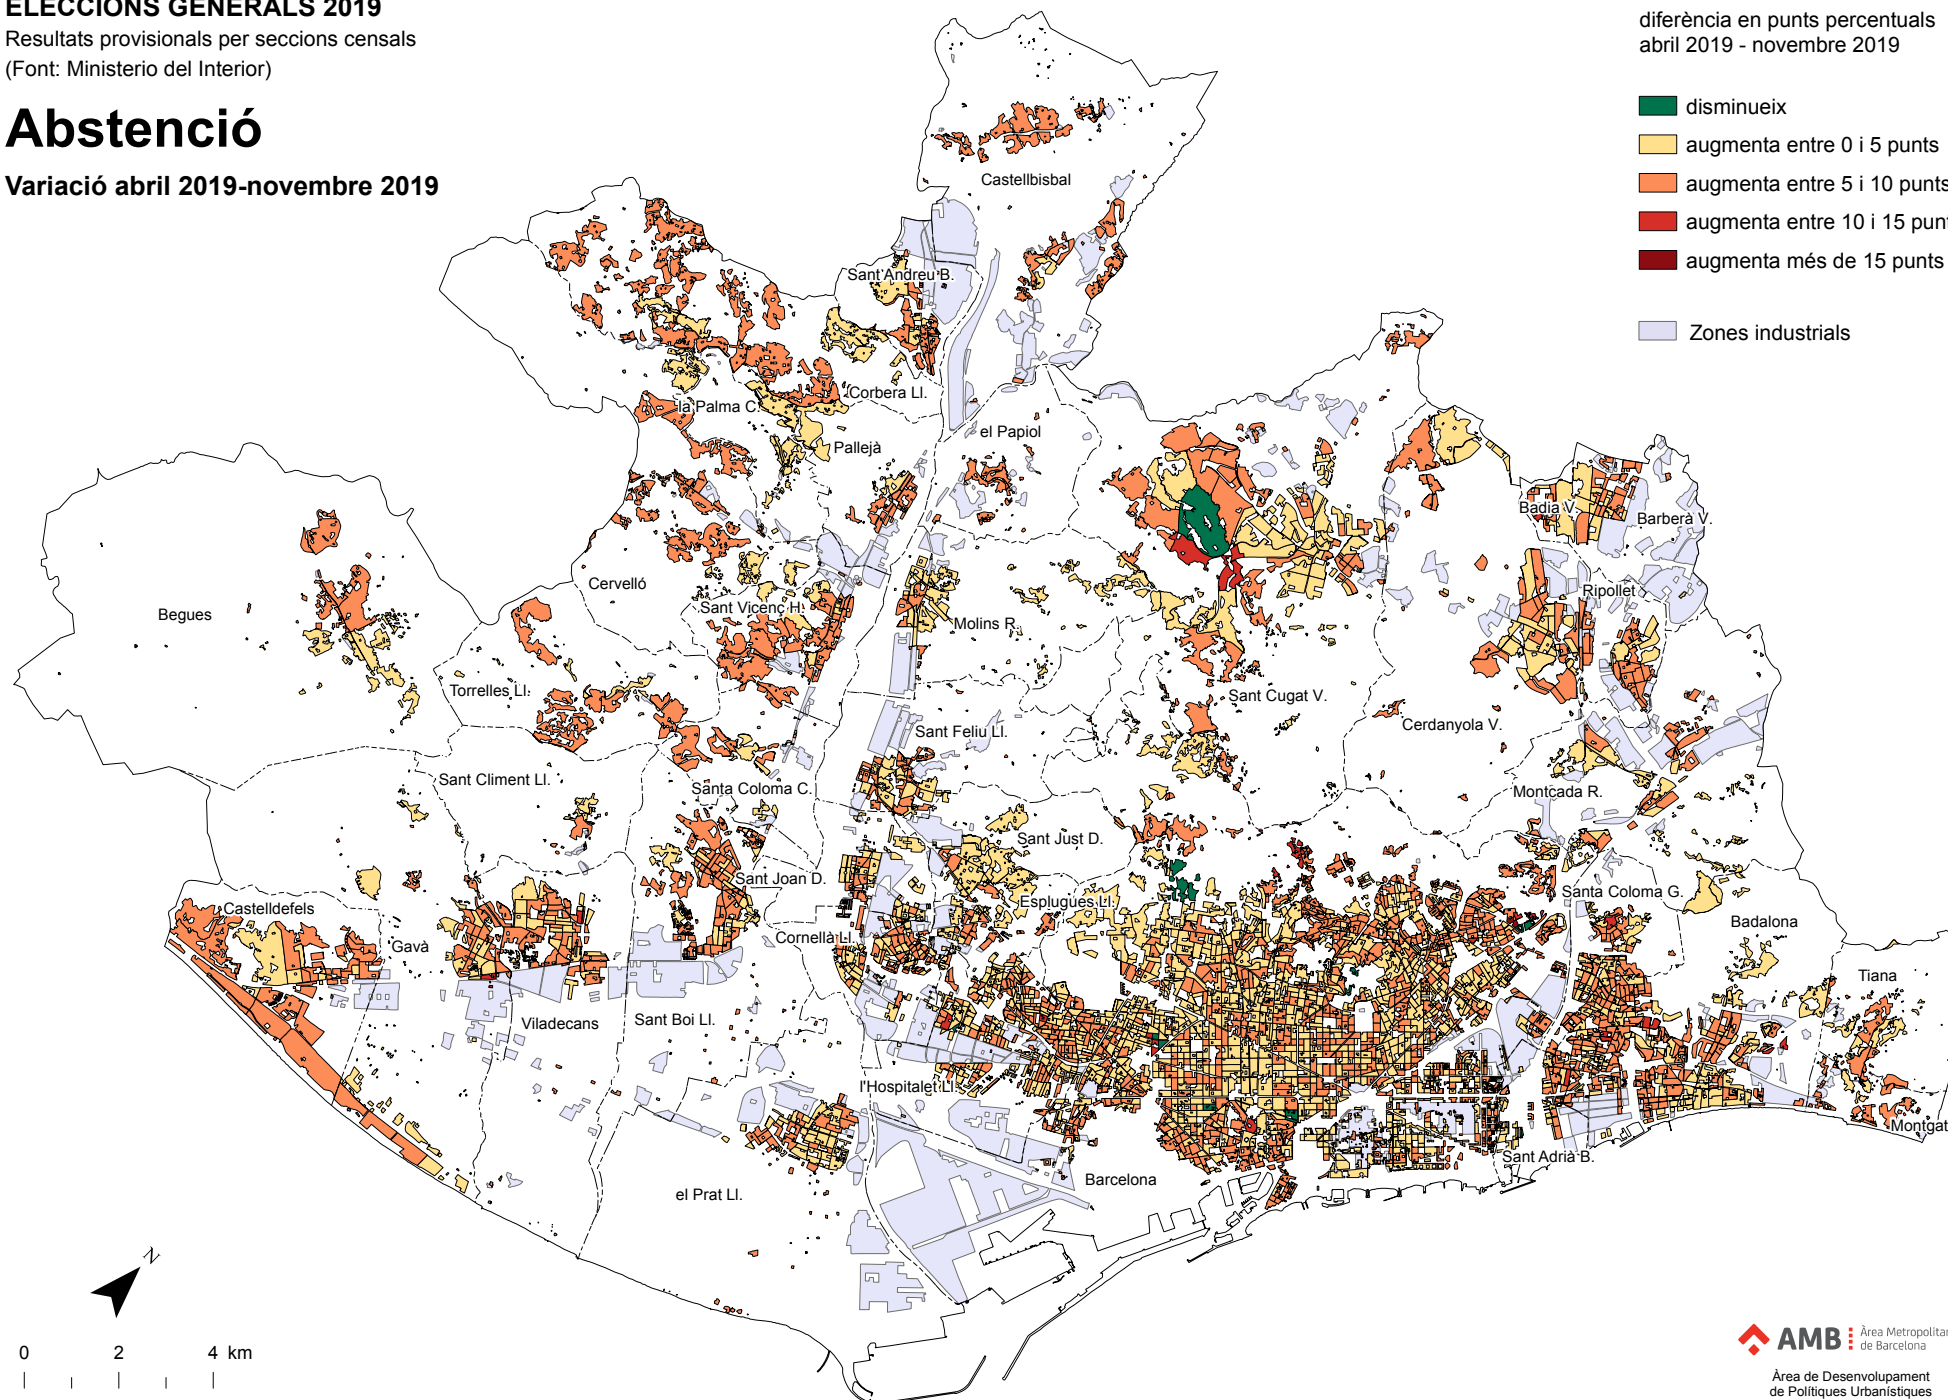 ELECCIONS GENERALS 2019
Resultats provisionals per seccions censals
(Font: Ministerio del Interior)
Abstenció
Variació abril 2019-novembre 2019
diferència en punts percentuals
abril 2019 - novembre 2019
disminueix
augmenta entre 0 i 5 punts
augmenta entre 5 i 10 punts
augmenta entre 10 i 15 punt
augmenta més de 15 punts
Zones industrials
Castellbisbal
Sant Andreu B.
Corbera Ll.
la Palma C.
Pallejà
el Papiol
Badia V.
Barberà V.
Cervelló
Begues
Sant Vicenç H.
Molins R.
Ripollet
Torrelles Ll.
Sant Cugat V.
Cerdanyola V.
Sant Feliu Ll.
Sant Climent Ll.
Santa Coloma C.
Montcada R.
Sant Just D.
Sant Joan D.
Santa Coloma G.
Castelldefels
Esplugues Ll.
Badalona
Gavà
Cornellà Ll.
Tiana
Viladecans
Sant Boi Ll.
l'Hospitalet Ll.
Montgat
Sant Adrià B.
Barcelona
el Prat Ll.
N
0 2 4 km
AMB
Àrea Metropolitan
de Barcelona
Àrea de Desenvolupament
de Polítiques Urbanístiques